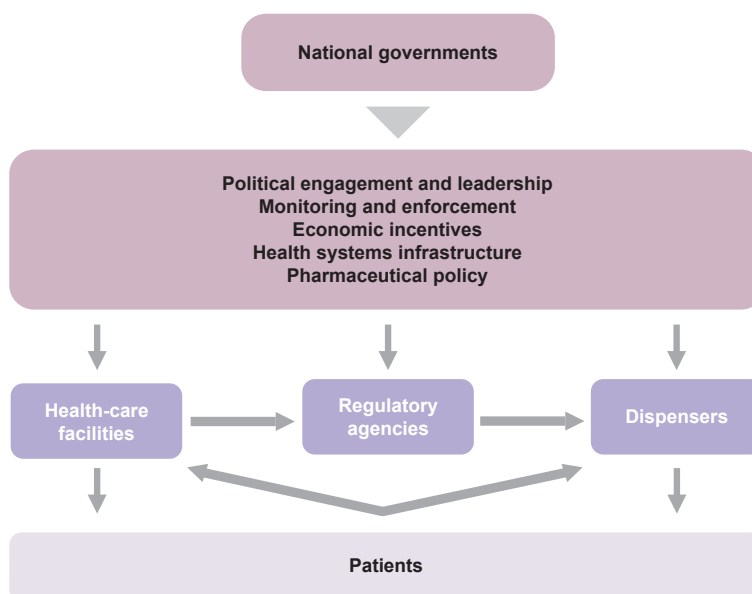 National governments
Political engagement and leadership
Monitoring and enforcement
Economic incentives
Health systems infrastructure
Pharmaceutical policy
Health-care
facilities
Regulatory
agencies
Dispensers
Patients